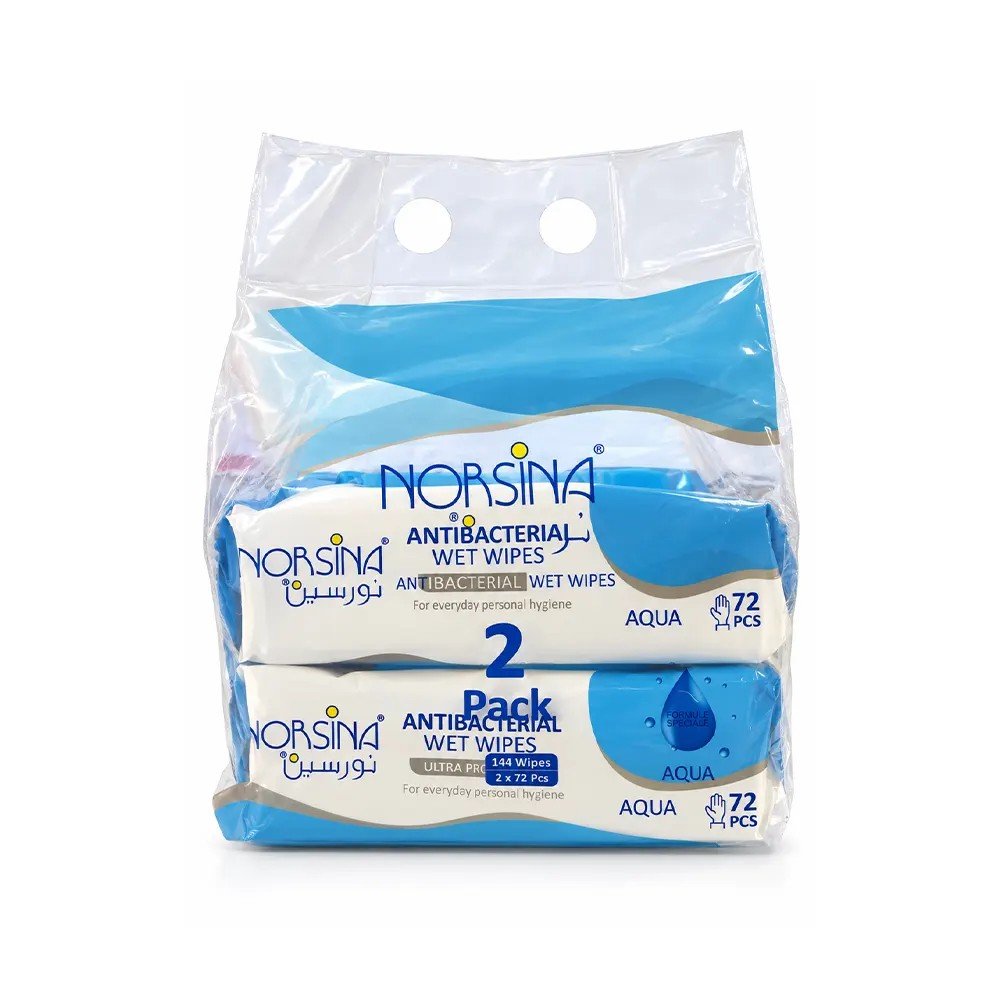 NORSINA®
ANTIBACTERIAL
WET WIPES
ANTIBACTERIAL WET WIPES
For everyday personal hygiene
NORSINA®
نورسين®
AQUA
72
PCS
2
Pack
NORSINA®
نورسين®
ANTIBACTERIAL
WET WIPES
ULTRA PRO
144 Wipes
2 x 72 Pcs
For everyday personal hygiene
FORMULE
SPECIALE
AQUA
AQUA
72
PCS